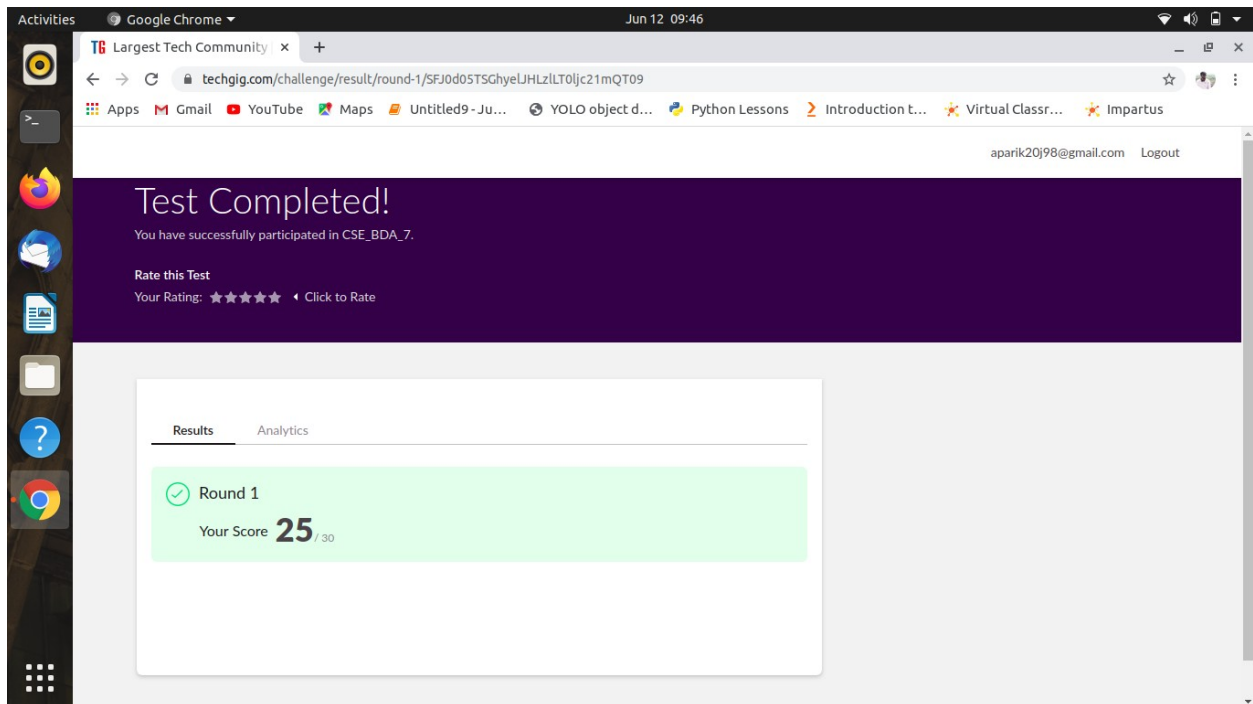 Activities Google Chrome Jun 12 09:46
TG Largest Tech Community
techgig.com/challenge/result/round-1/SFJ0d05TSGhyelJHLzlLT0ljc21mQT09
Apps Gmail YouTube Maps Untitled9 - Ju... YOLO object d... Python Lessons Introduction t... Virtual Classr... Impartus
aparik20j98@gmail.com Logout
Test Completed!
You have successfully participated in CSE_BDA_7.
Rate this Test
Your Rating: Click to Rate
Results Analytics
Round 1
Your Score 25 / 30